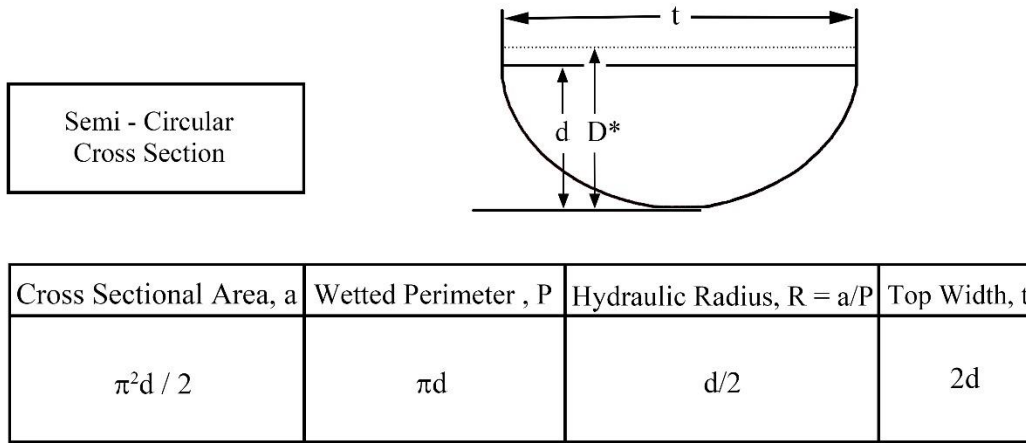 t
d D*
Semi - Circular
Cross Section
Cross Sectional Area, a Wetted Perimeter , P Hydraulic Radius, R = a/P Top Width, t
π²d / 2 πd d/2 2d